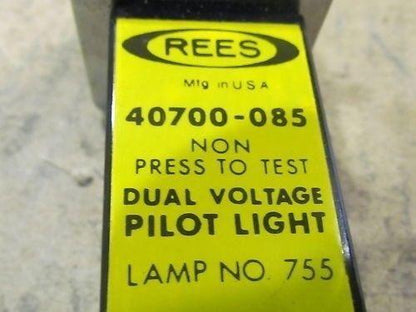 REES
Mfg in USA
40700-085
NON
PRESS TO TEST
DUAL VOLTAGE
PILOT LIGHT
LAMP NO. 755